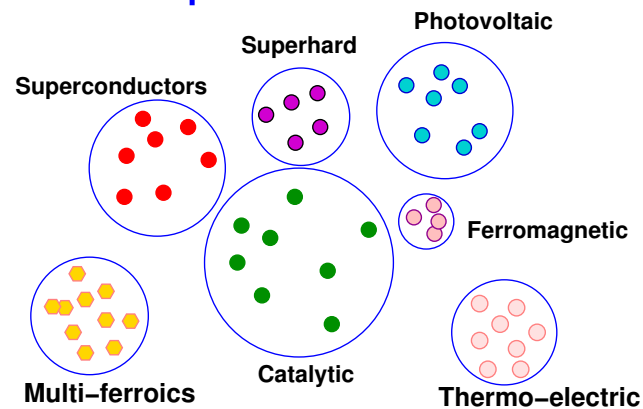 Photovoltaic
Superhard
Superconductors
Ferromagnetic
Catalytic
Multi−ferroics
Thermo−electric